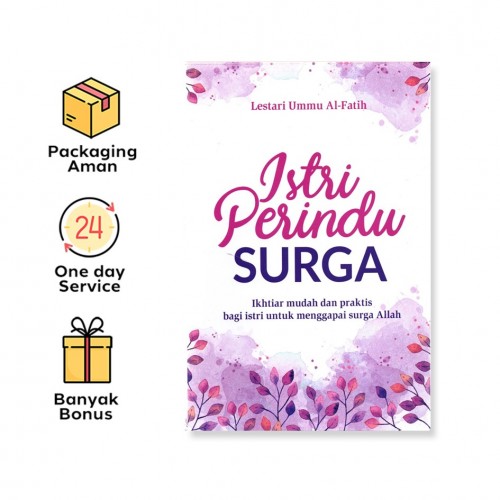 Packaging
Aman
24
One day
Service
Banyak
Bonus
Lestari Ummu Al-Fatih
Istri
Perindu
SURGA
Ikhtiar mudah dan praktis
bagi istri untuk menggapai surga Allah